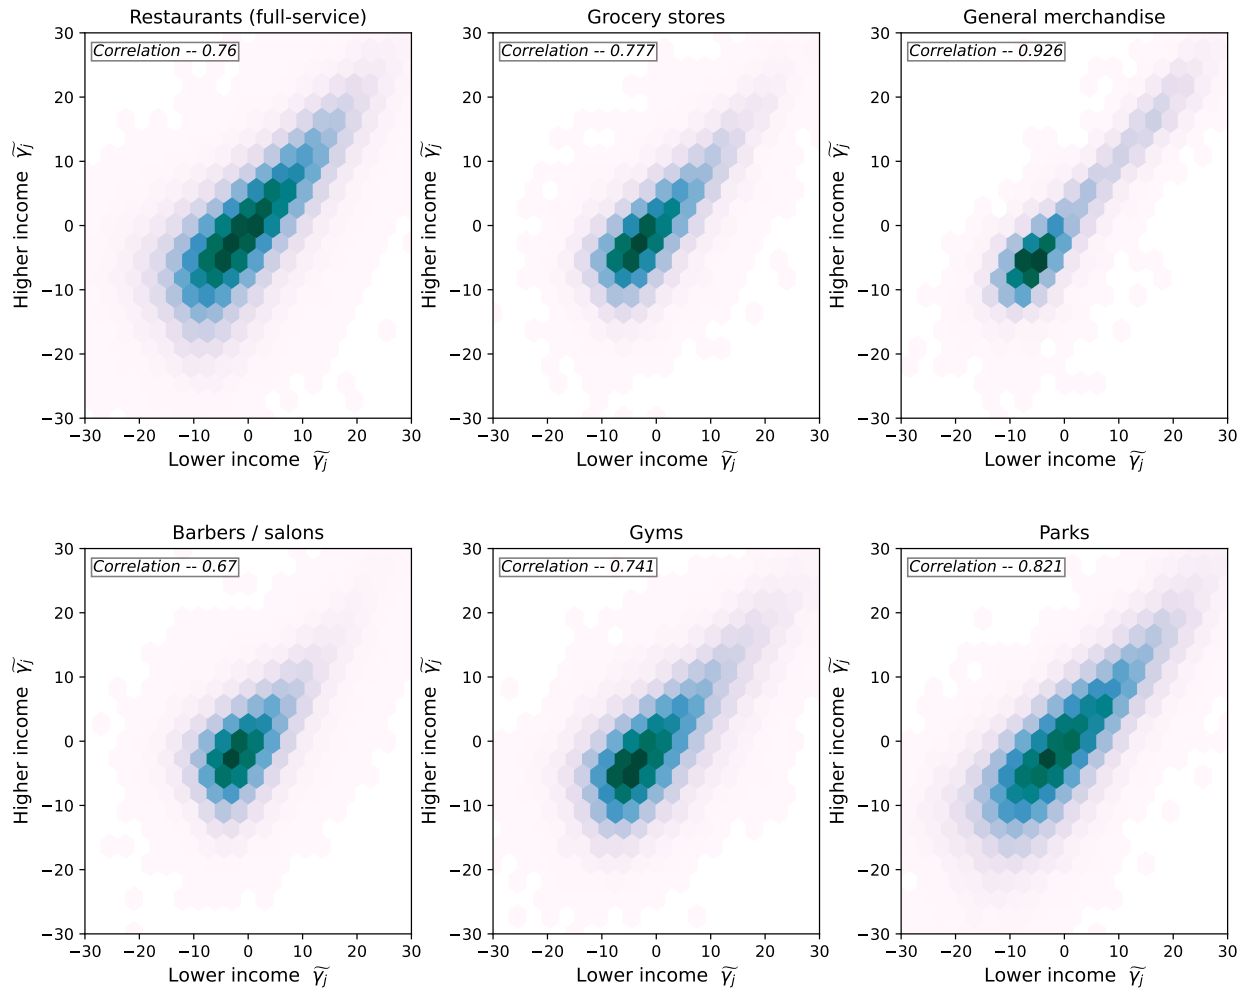 Restaurants (full-service)
Correlation -- 0.76
30
20
10
0
−10
−20
−30
−30 −20 −10 0 10 20 30
Higher income γ̃j
Lower income γ̃j
Grocery stores
Correlation -- 0.777
30
20
10
0
−10
−20
−30
−30 −20 −10 0 10 20 30
Higher income γ̃j
Lower income γ̃j
General merchandise
Correlation -- 0.926
30
20
10
0
−10
−20
−30
−30 −20 −10 0 10 20 30
Higher income γ̃j
Lower income γ̃j
Barbers / salons
Correlation -- 0.67
30
20
10
0
−10
−20
−30
−30 −20 −10 0 10 20 30
Higher income γ̃j
Lower income γ̃j
Gyms
Correlation -- 0.741
30
20
10
0
−10
−20
−30
−30 −20 −10 0 10 20 30
Higher income γ̃j
Lower income γ̃j
Parks
Correlation -- 0.821
30
20
10
0
−10
−20
−30
−30 −20 −10 0 10 20 30
Higher income γ̃j
Lower income γ̃j